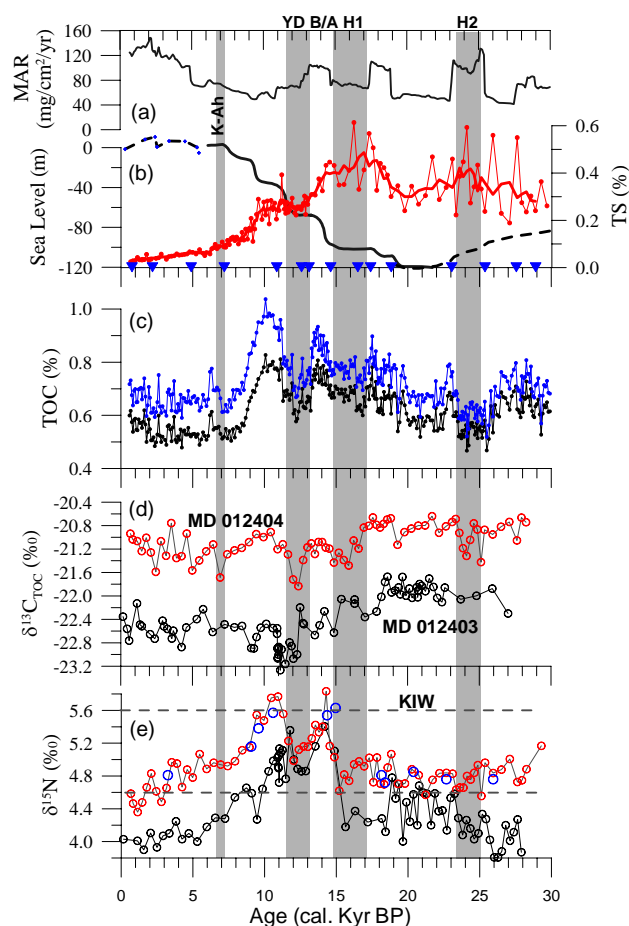 YD B/A H1 H2
160
120
80
40
MAR
(mg/cm²/yr)
(a)
K-Ah
0
-40
-80
-120
Sea Level (m)
(b)
0.6
0.4
0.2
0.0
TS (%)
1.0
0.8
0.6
0.4
TOC (%)
(c)
-20.4
-20.8
-21.2
-21.6
-22.0
-22.4
-22.8
-23.2
δ¹³C_TOC (‰)
(d)
MD 012404
MD 012403
5.6
5.2
4.8
4.4
4.0
δ¹⁵N (‰)
(e)
KIW
0 5 10 15 20 25 30
Age (cal. Kyr BP)